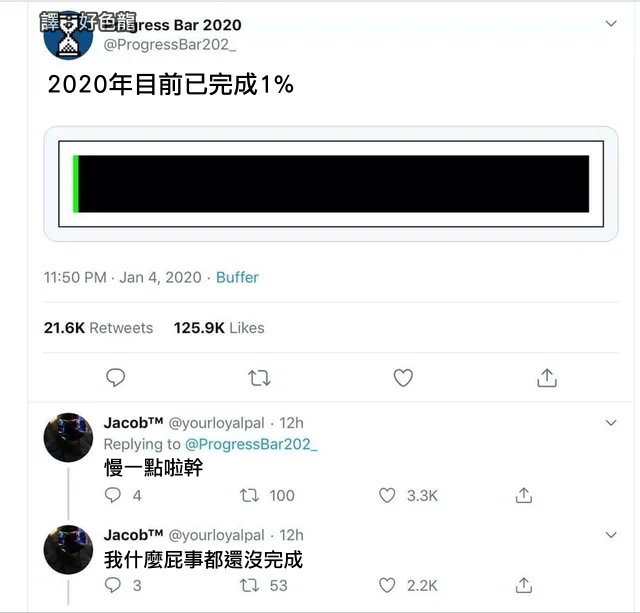 譯者 好色龍
Progress Bar 2020
@ProgressBar202_
2020年目前已完成1%
11:50 PM · Jan 4, 2020 · Buffer
21.6K Retweets 125.9K Likes
Jacob™ @yourloyalpal · 12h
Replying to @ProgressBar202_
慢一點啦幹
4 100 3.3K
Jacob™ @yourloyalpal · 12h
我什麼屁事都還沒完成
3 53 2.2K